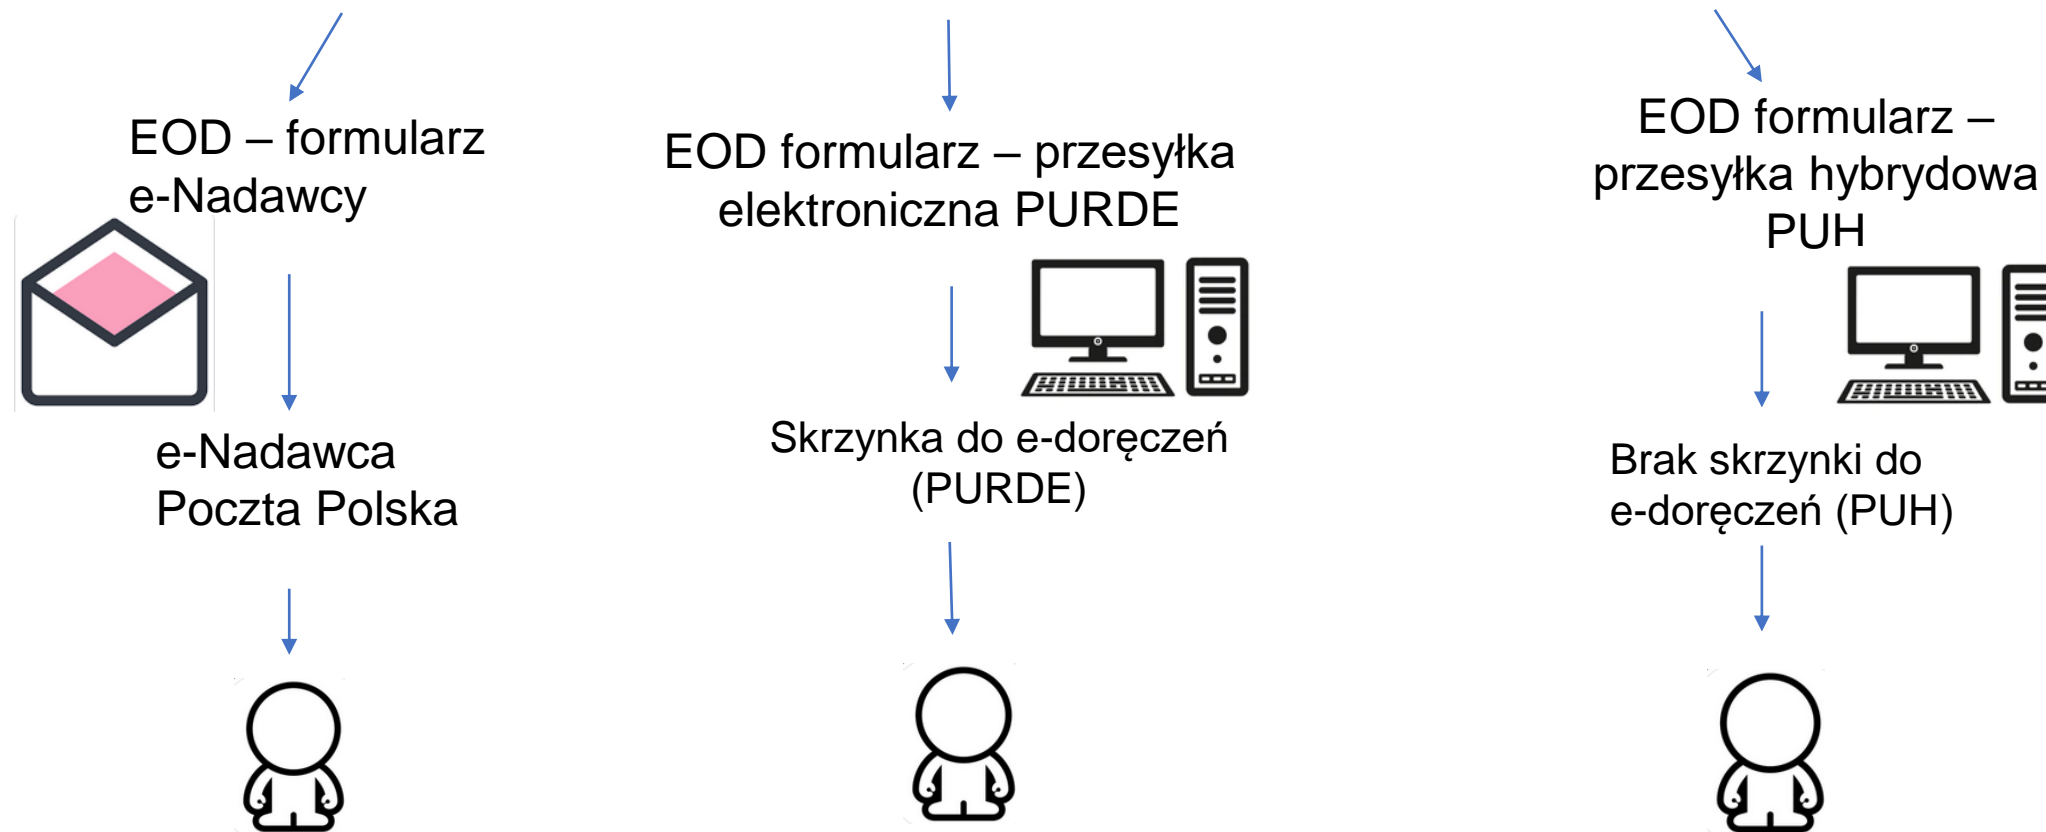 EOD – formularz
e-Nadawcy
e-Nadawca
Poczta Polska
EOD formularz – przesyłka
elektroniczna PURDE
Skrzynka do e-doręczeń
(PURDE)
EOD formularz –
przesyłka hybrydowa
PUH
Brak skrzynki do
e-doręczeń (PUH)